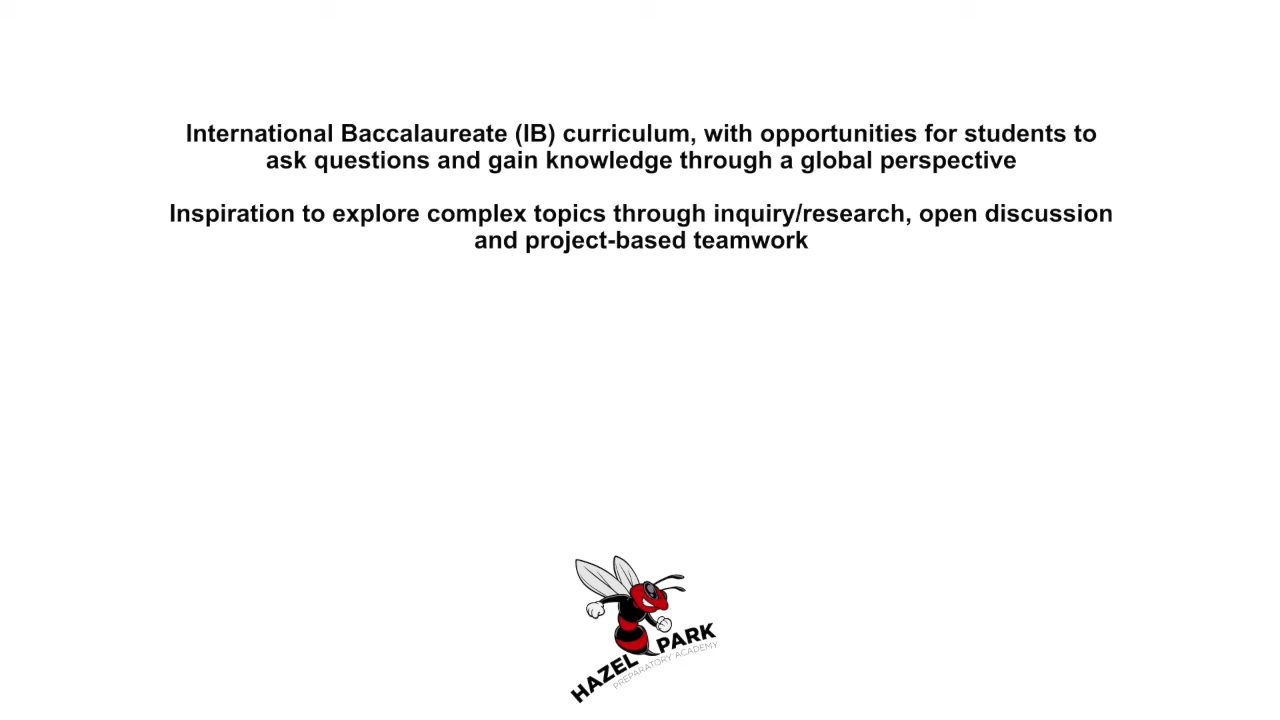 International Baccalaureate (IB) curriculum, with opportunities for students to
ask questions and gain knowledge through a global perspective
Inspiration to explore complex topics through inquiry/research, open discussion
and project-based teamwork
HAZEL PARK
PREPARATORY ACADEMY